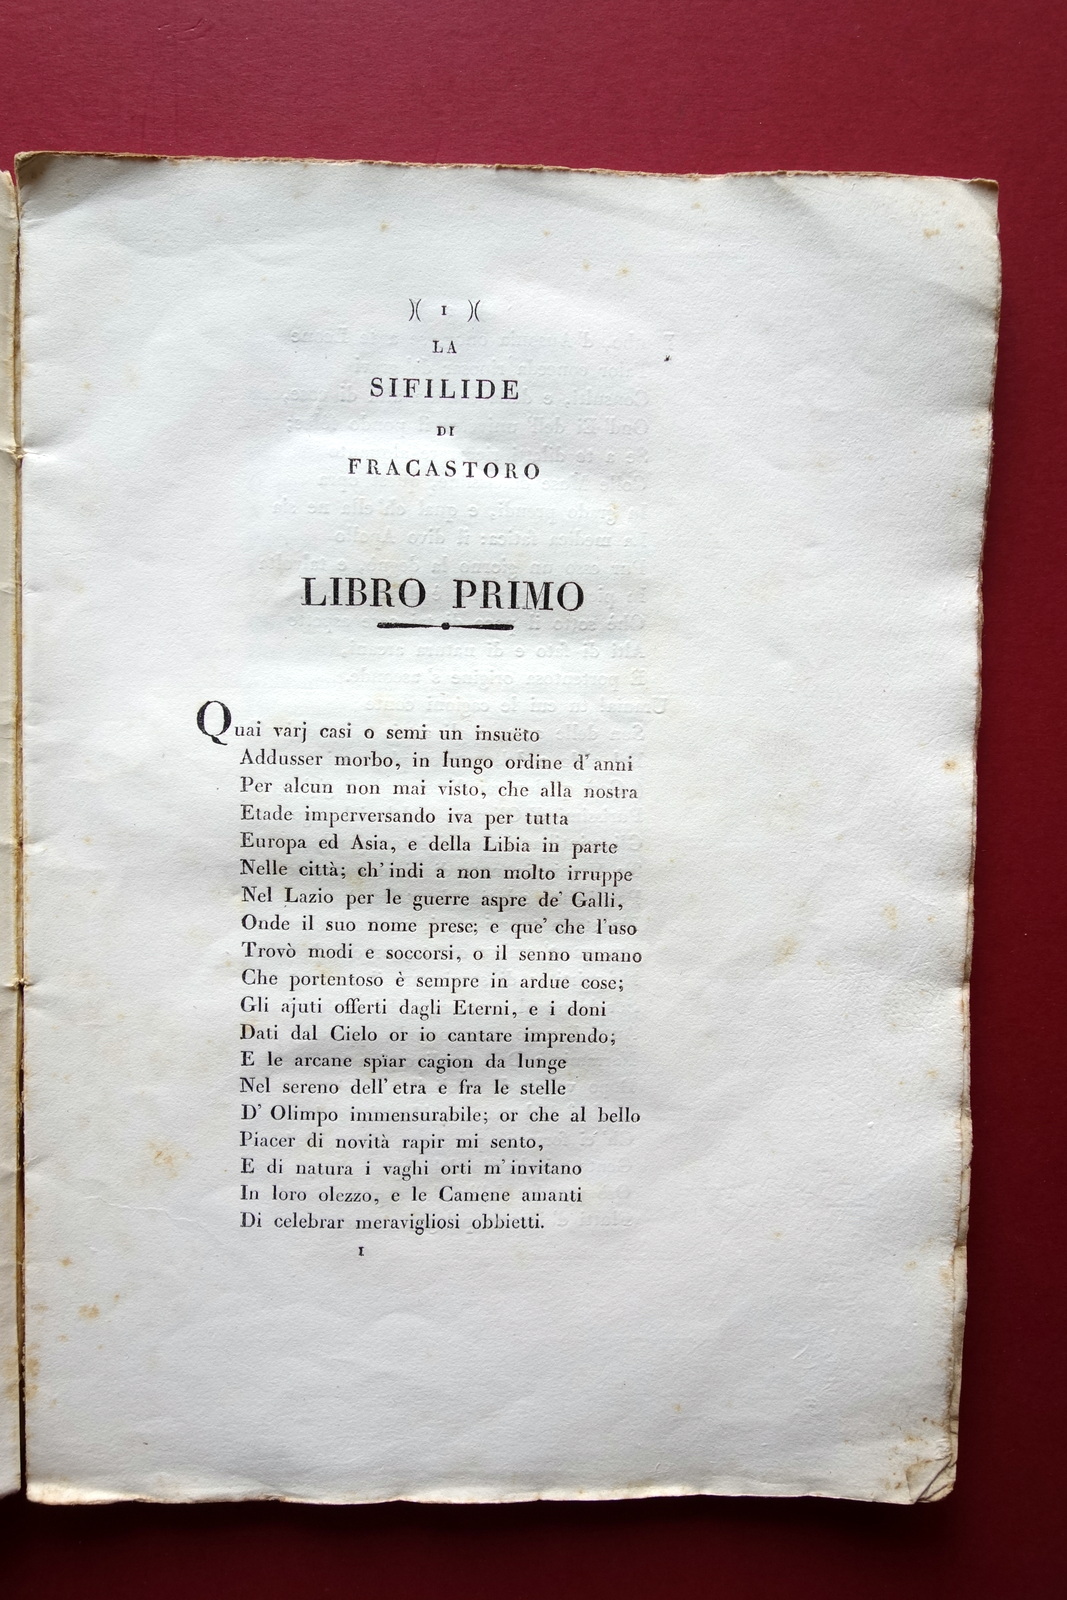 )( I )(
LA
SIFILIDE
DI
FRACASTORO
LIBRO PRIMO
Quai varj casi o semi un insuëto
Addusser morbo, in lungo ordine d'anni
Per alcun non mai visto, che alla nostra
Etade imperversando iva per tutta
Europa ed Asia, e della Libia in parte
Nelle città; ch'indi a non molto irruppe
Nel Lazio per le guerre aspre de' Galli,
Onde il suo nome prese; e que' che l'uso
Trovò modi e soccorsi, o il senno umano
Che portentoso è sempre in ardue cose;
Gli ajuti offerti dagli Eterni, e i doni
Dati dal Cielo or io cantare imprendo;
E le arcane spïar cagion da lunge
Nel sereno dell'etra e fra le stelle
D' Olimpo immensurabile; or che al bello
Piacer di novità rapir mi sento,
E di natura i vaghi orti m'invitano
In loro olezzo, e le Camene amanti
Di celebrar meravigliosi obbietti.
I